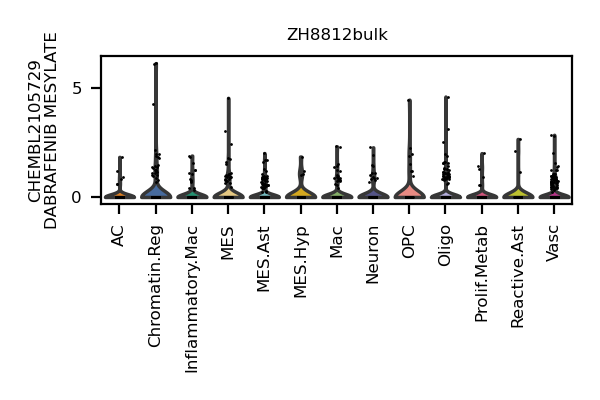 ZH8812bulk
CHEMBL2105729
DABRAFENIB MESYLATE
5
0
AC
Chromatin.Reg
Inflammatory.Mac
MES
MES.Ast
MES.Hyp
Mac
Neuron
OPC
Oligo
Prolif.Metab
Reactive.Ast
Vasc